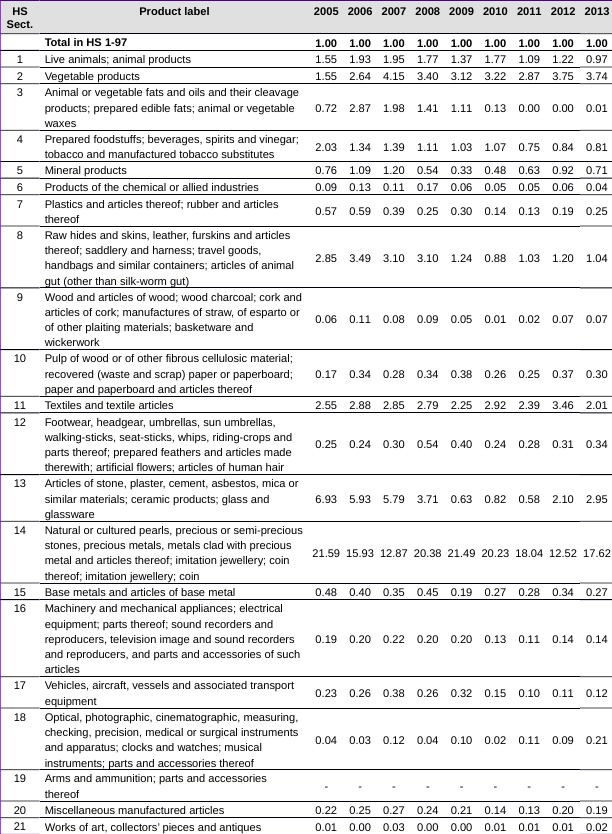 HS Sect. Product label 2005 2006 2007 2008 2009 2010 2011 2012 2013
Total in HS 1-97 1.00 1.00 1.00 1.00 1.00 1.00 1.00 1.00 1.00
1 Live animals; animal products 1.55 1.93 1.95 1.77 1.37 1.77 1.09 1.22 0.97
2 Vegetable products 1.55 2.64 4.15 3.40 3.12 3.22 2.87 3.75 3.74
3 Animal or vegetable fats and oils and their cleavage
products; prepared edible fats; animal or vegetable
waxes
0.72 2.87 1.98 1.41 1.11 0.13 0.00 0.00 0.01
4 Prepared foodstuffs; beverages, spirits and vinegar;
tobacco and manufactured tobacco substitutes
2.03 1.34 1.39 1.11 1.03 1.07 0.75 0.84 0.81
5 Mineral products 0.76 1.09 1.20 0.54 0.33 0.48 0.63 0.92 0.71
6 Products of the chemical or allied industries 0.09 0.13 0.11 0.17 0.06 0.05 0.05 0.06 0.04
7 Plastics and articles thereof; rubber and articles
thereof
0.57 0.59 0.39 0.25 0.30 0.14 0.13 0.19 0.25
8 Raw hides and skins, leather, furskins and articles
thereof; saddlery and harness; travel goods,
handbags and similar containers; articles of animal
gut (other than silk-worm gut)
2.85 3.49 3.10 3.10 1.24 0.88 1.03 1.20 1.04
9 Wood and articles of wood; wood charcoal; cork and
articles of cork; manufactures of straw, of esparto or
of other plaiting materials; basketware and
wickerwork
0.06 0.11 0.08 0.09 0.05 0.01 0.02 0.07 0.07
10 Pulp of wood or of other fibrous cellulosic material;
recovered (waste and scrap) paper or paperboard;
paper and paperboard and articles thereof
0.17 0.34 0.28 0.34 0.38 0.26 0.25 0.37 0.30
11 Textiles and textile articles 2.55 2.88 2.85 2.79 2.25 2.92 2.39 3.46 2.01
12 Footwear, headgear, umbrellas, sun umbrellas,
walking-sticks, seat-sticks, whips, riding-crops and
parts thereof; prepared feathers and articles made
therewith; artificial flowers; articles of human hair
0.25 0.24 0.30 0.54 0.40 0.24 0.28 0.31 0.34
13 Articles of stone, plaster, cement, asbestos, mica or
similar materials; ceramic products; glass and
glassware
6.93 5.93 5.79 3.71 0.63 0.82 0.58 2.10 2.95
14 Natural or cultured pearls, precious or semi-precious
stones, precious metals, metals clad with precious
metal and articles thereof; imitation jewellery; coin
thereof; imitation jewellery; coin
21.59 15.93 12.87 20.38 21.49 20.23 18.04 12.52 17.62
15 Base metals and articles of base metal 0.48 0.40 0.35 0.45 0.19 0.27 0.28 0.34 0.27
16 Machinery and mechanical appliances; electrical
equipment; parts thereof; sound recorders and
reproducers, television image and sound recorders
and reproducers, and parts and accessories of such
articles
0.19 0.20 0.22 0.20 0.20 0.13 0.11 0.14 0.14
17 Vehicles, aircraft, vessels and associated transport
equipment
0.23 0.26 0.38 0.26 0.32 0.15 0.10 0.11 0.12
18 Optical, photographic, cinematographic, measuring,
checking, precision, medical or surgical instruments
and apparatus; clocks and watches; musical
instruments; parts and accessories thereof
0.04 0.03 0.12 0.04 0.10 0.02 0.11 0.09 0.21
19 Arms and ammunition; parts and accessories
thereof
- - - - - - - - -
20 Miscellaneous manufactured articles 0.22 0.25 0.27 0.24 0.21 0.14 0.13 0.20 0.19
21 Works of art, collectors' pieces and antiques 0.01 0.00 0.03 0.00 0.00 0.01 0.01 0.01 0.02